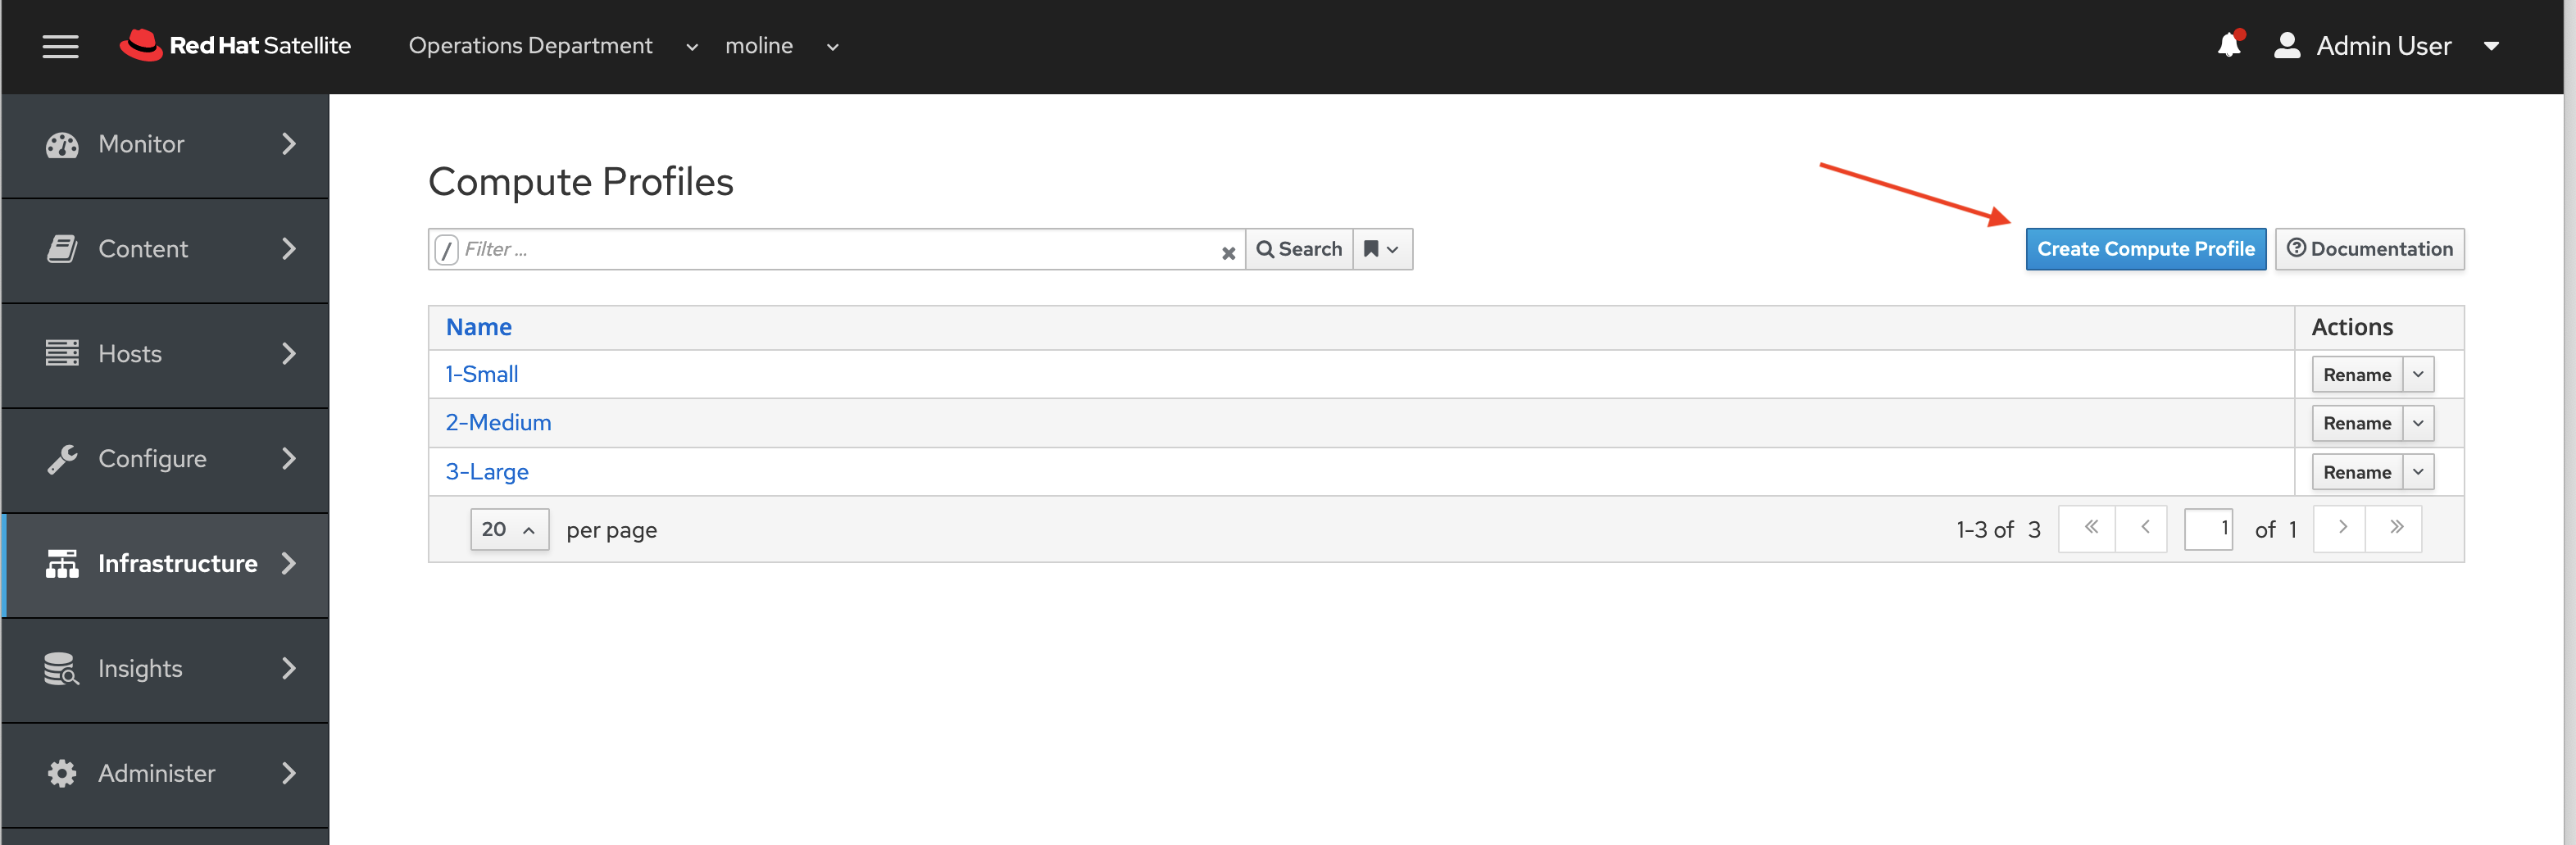 Red Hat Satellite Operations Department moline Admin User
Monitor
Content
Hosts
Configure
Infrastructure
Insights
Administer
Compute Profiles
/ Filter ... Search Create Compute Profile Documentation
Name Actions
1-Small Rename
2-Medium Rename
3-Large Rename
20 per page 1-3 of 3 1 of 1